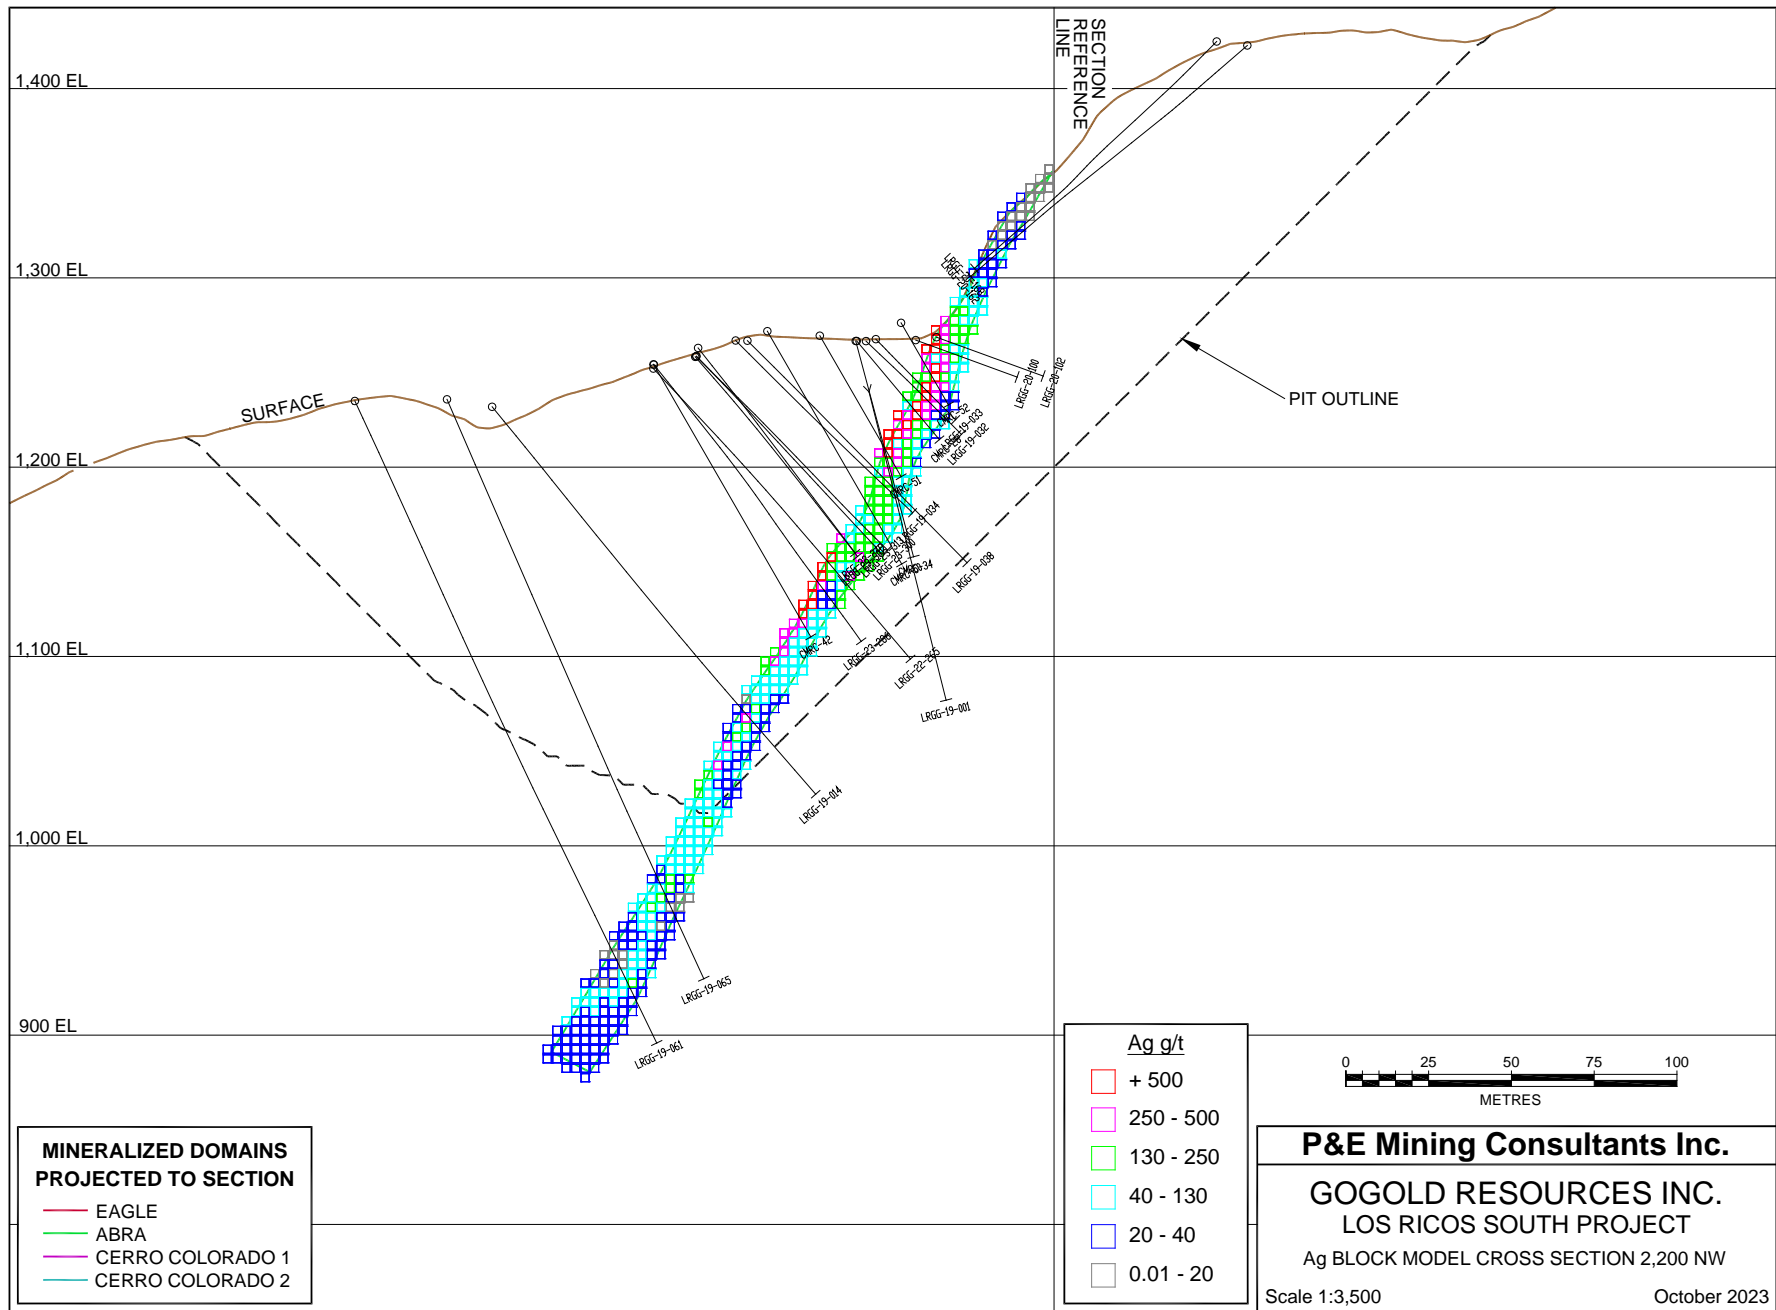 SECTION
REFERENCE
LINE
1,400 EL
1,300 EL
1,200 EL
1,100 EL
1,000 EL
900 EL
SURFACE
PIT OUTLINE
LRGG-20-100
LRGG-20-102
LRGG-19-033
LRGG-19-032
CMRC-51
LRGG-19-034
LRGG-19-038
CMRC-42
LRGG-22-265
LRGG-19-001
LRGG-19-014
LRGG-19-065
LRGG-19-061
MINERALIZED DOMAINS
PROJECTED TO SECTION
EAGLE
ABRA
CERRO COLORADO 1
CERRO COLORADO 2
Ag g/t
+ 500
250 - 500
130 - 250
40 - 130
20 - 40
0.01 - 20
0 25 50 75 100
METRES
P&E Mining Consultants Inc.
GOGOLD RESOURCES INC.
LOS RICOS SOUTH PROJECT
Ag BLOCK MODEL CROSS SECTION 2,200 NW
Scale 1:3,500 October 2023